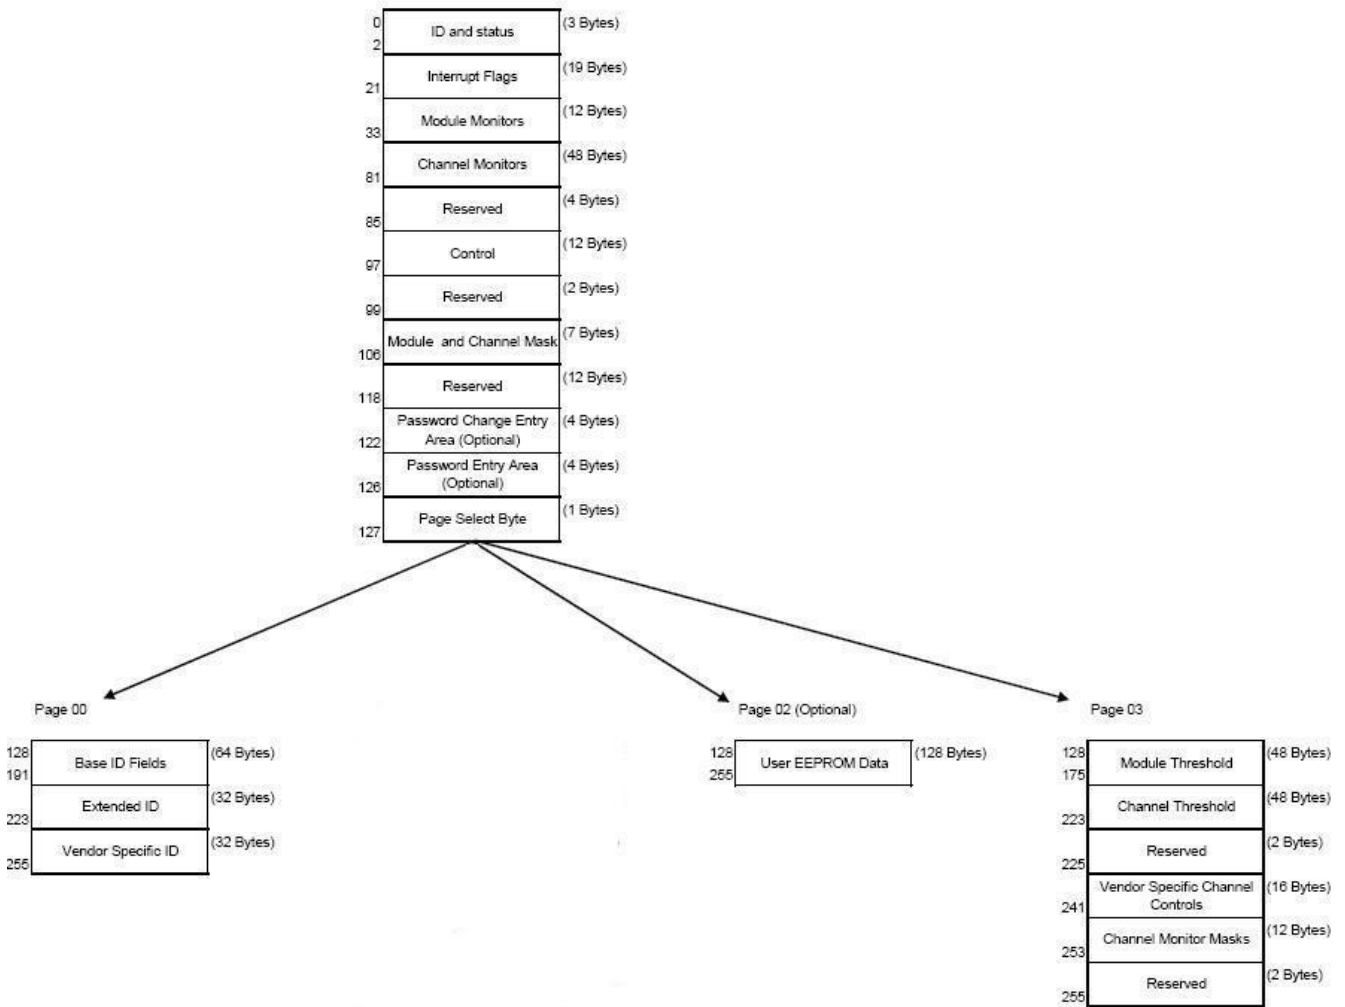 0 ID and status (3 Bytes)
2
Interrupt Flags (19 Bytes)
21
Module Monitors (12 Bytes)
33
Channel Monitors (48 Bytes)
81
Reserved (4 Bytes)
85
Control (12 Bytes)
97
Reserved (2 Bytes)
99
Module and Channel Mask (7 Bytes)
106
Reserved (12 Bytes)
118
Password Change Entry (4 Bytes)
Area (Optional)
122
Password Entry Area (4 Bytes)
(Optional)
126
Page Select Byte (1 Bytes)
127
Page 00
128 Base ID Fields (64 Bytes)
191
Extended ID (32 Bytes)
223
Vendor Specific ID (32 Bytes)
255
Page 02 (Optional)
128 User EEPROM Data (128 Bytes)
255
Page 03
128 Module Threshold (48 Bytes)
175
Channel Threshold (48 Bytes)
223
Reserved (2 Bytes)
225
Vendor Specific Channel (16 Bytes)
Controls
241
Channel Monitor Masks (12 Bytes)
253
Reserved (2 Bytes)
255